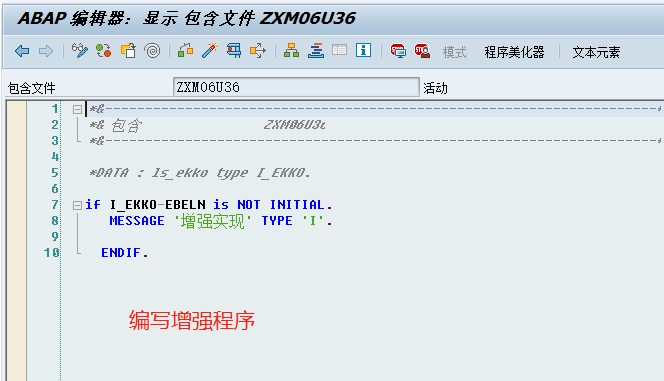 ABAP 编辑器：显示 包含文件 ZXM06U36
模式 程序美化器 文本元素
包含文件 ZXM06U36 活动
1 *&---------------------------------------------------------------------*
2 *& 包含 ZXM06U36
3 *&---------------------------------------------------------------------*
4
5 *DATA : ls_ekko type I_EKKO.
6
7 if I_EKKO-EBELN is NOT INITIAL.
8 MESSAGE '增强实现' TYPE 'I'.
9
10 ENDIF.
编写增强程序